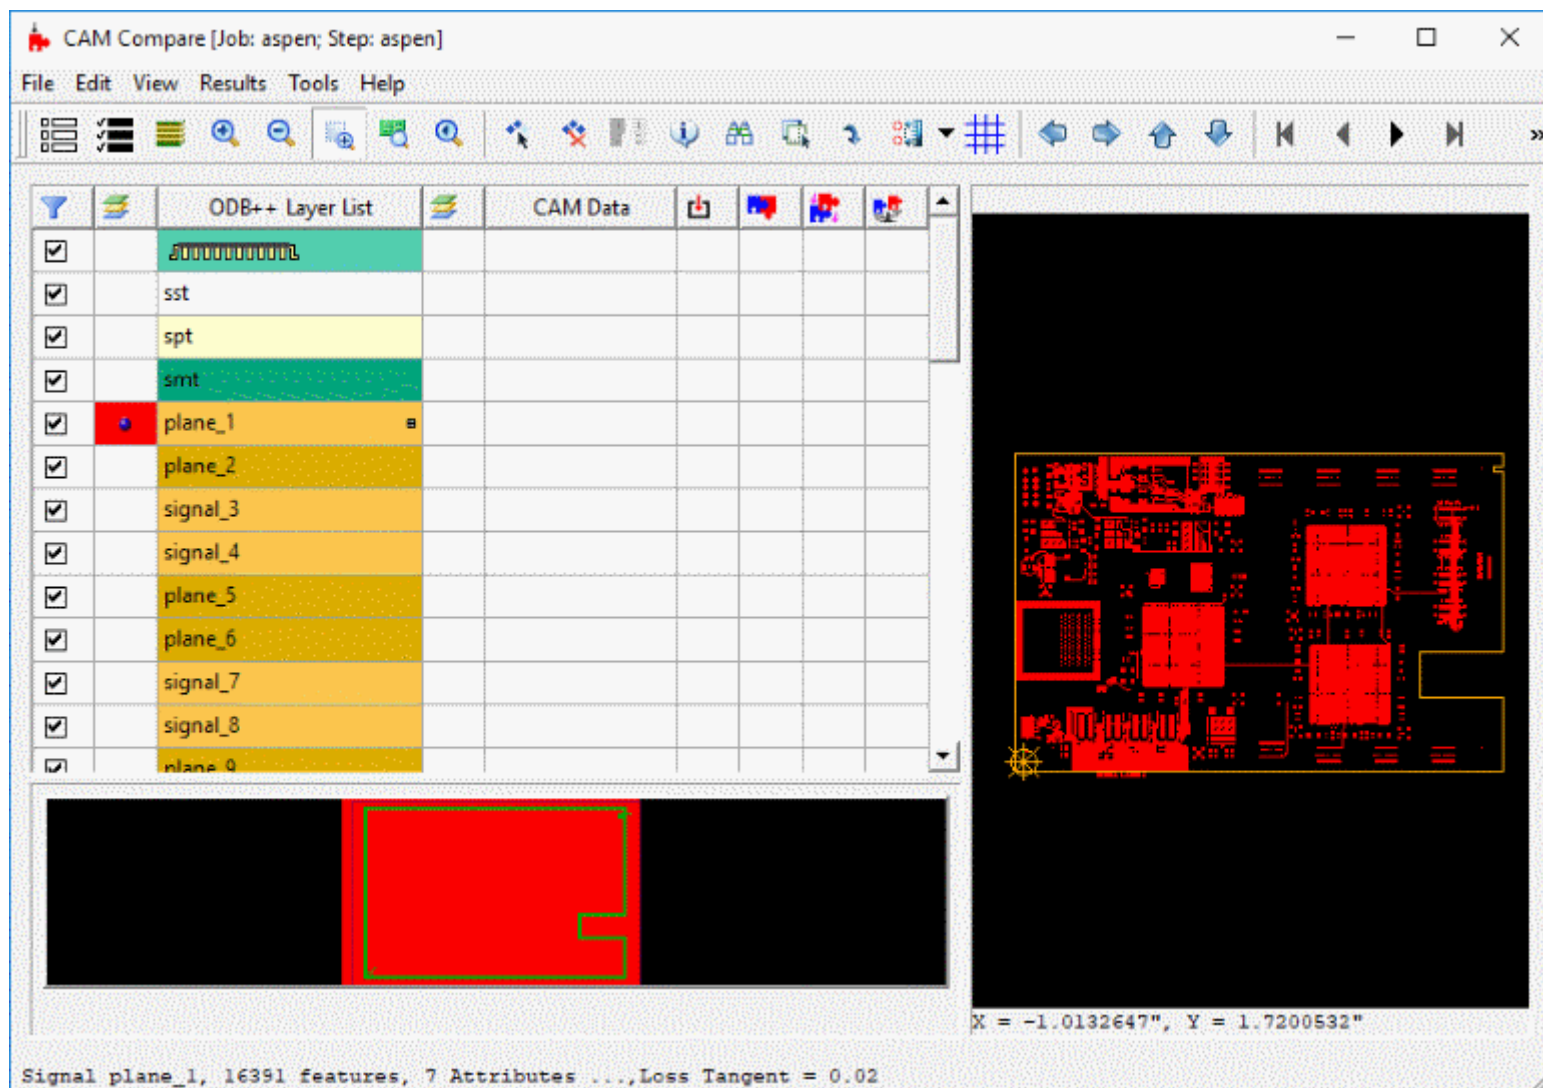 CAM Compare [Job: aspen; Step: aspen]
File Edit View Results Tools Help
ODB++ Layer List CAM Data
sst
spt
smt
plane_1
plane_2
signal_3
signal_4
plane_5
plane_6
signal_7
signal_8
plane_9
X = -1.0132647", Y = 1.7200532"
Signal plane_1, 16391 features, 7 Attributes ...,Loss Tangent = 0.02